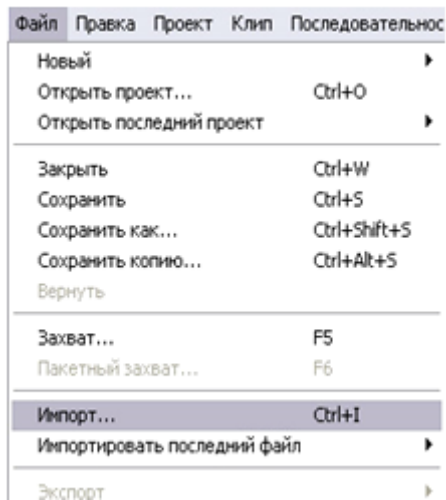 Файл Правка Проект Клип Последовательнос
Новый
Открыть проект... Ctrl+O
Открыть последний проект
Закрыть Ctrl+W
Сохранить Ctrl+S
Сохранить как... Ctrl+Shift+S
Сохранить копию... Ctrl+Alt+S
Вернуть
Захват... F5
Пакетный захват... F6
Импорт... Ctrl+I
Импортировать последний файл
Экспорт